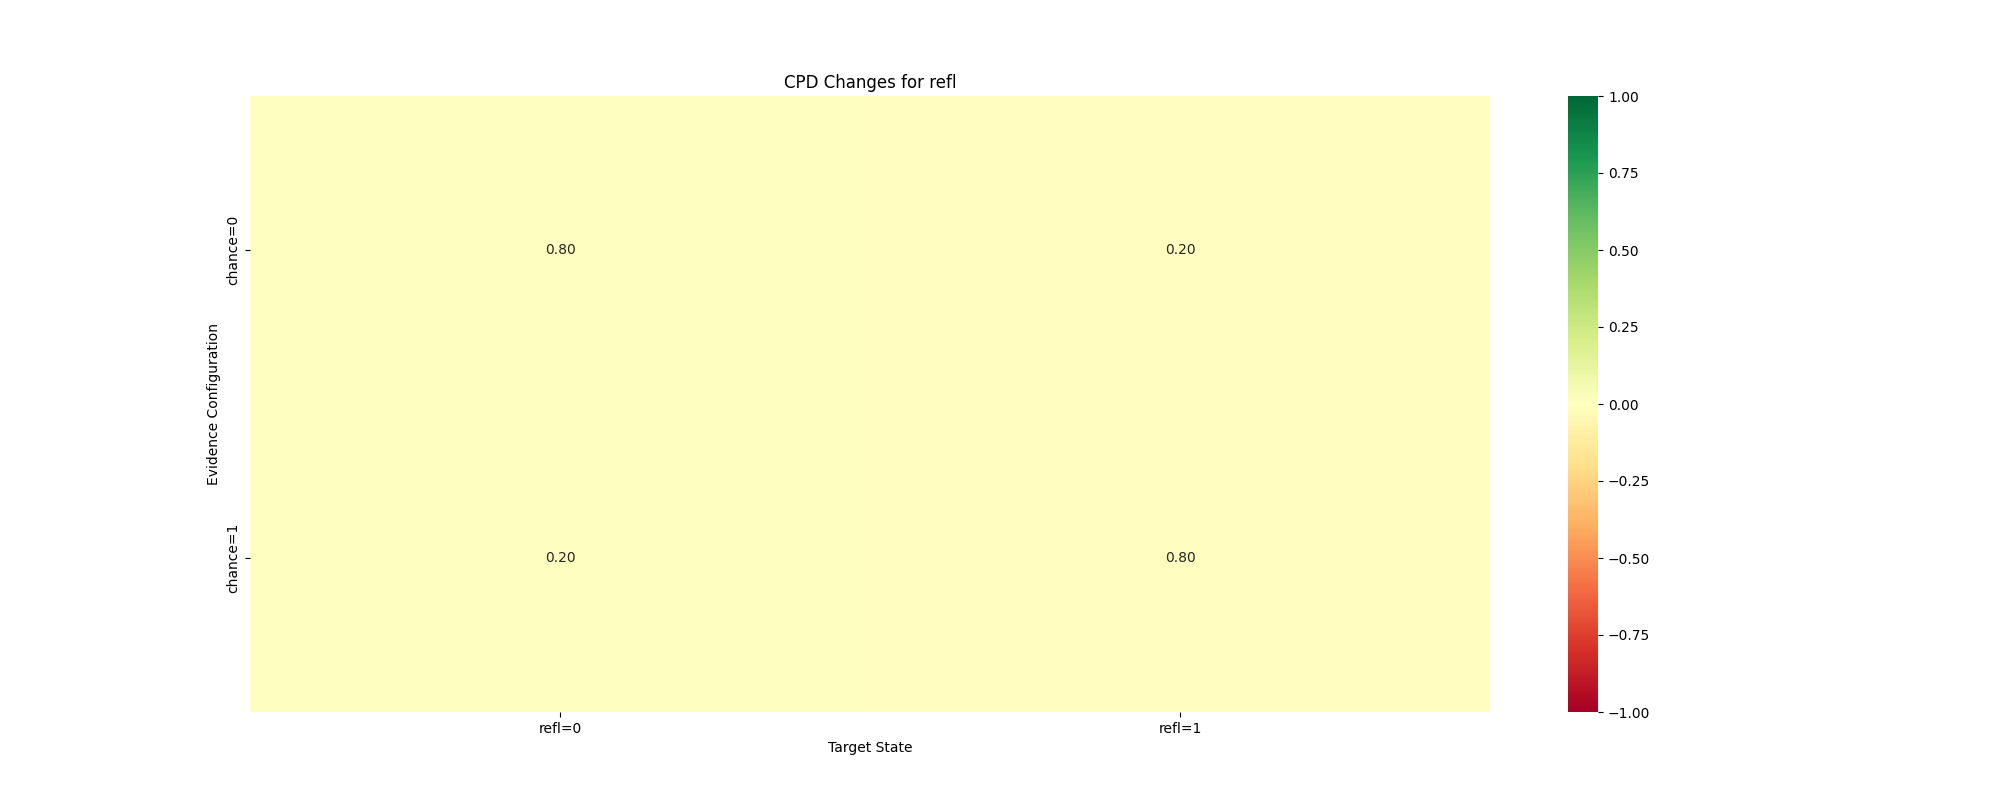 CPD Changes for refl
chance=0
0.80
0.20
Evidence Configuration
chance=1
0.20
0.80
refl=0
refl=1
Target State
1.00
0.75
0.50
0.25
0.00
−0.25
−0.50
−0.75
−1.00